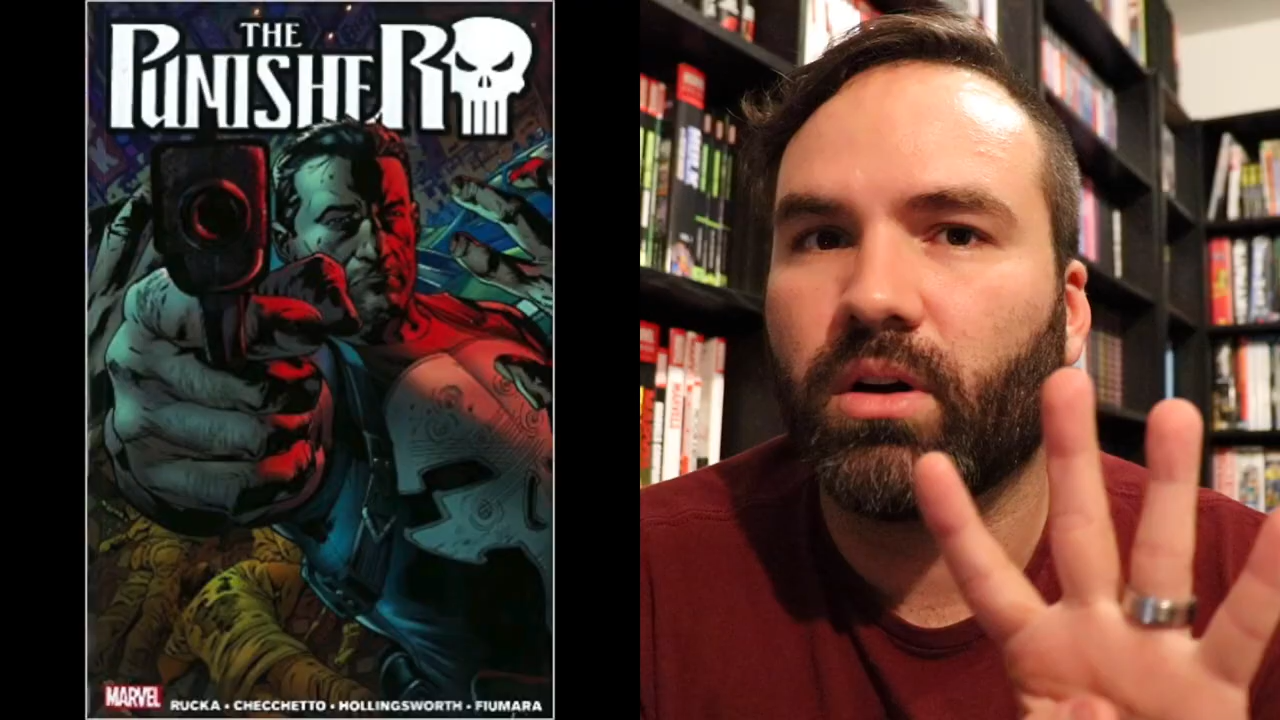 THE
PUNISHER
MARVEL
RUCKA • CHECCHETTO • HOLLINGSWORTH • FIUMARA